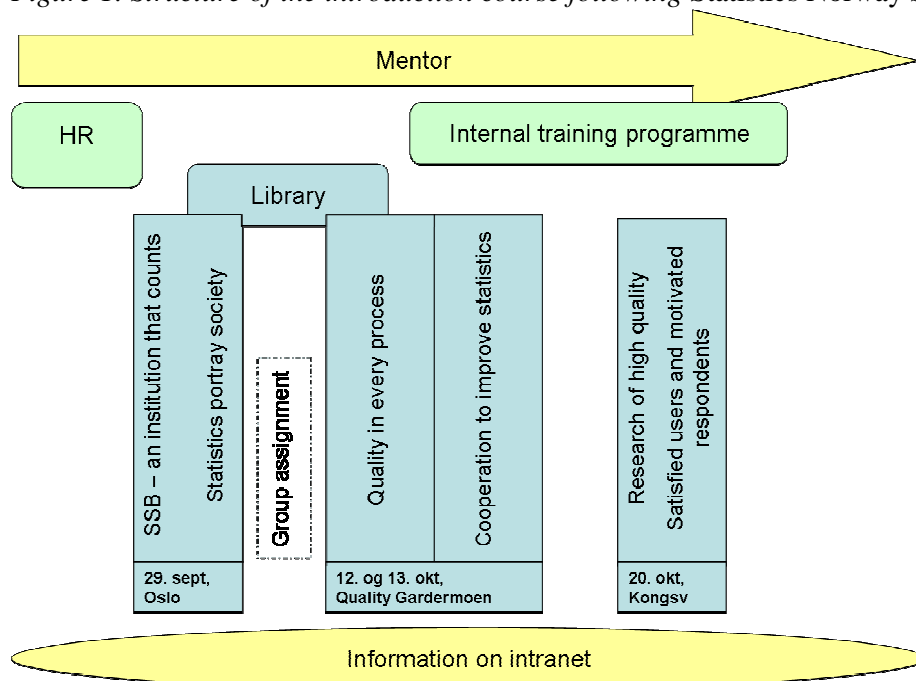 Figure 1. Structure of the introduction course following Statistics Norway's
Mentor
HR
Internal training programme
Library
SSB – an institution that counts
Statistics portray society
Group assignment
Quality in every process
Cooperation to improve statistics
Research of high quality
Satisfied users and motivated
respondents
29. sept,
Oslo
12. og 13. okt,
Quality Gardermoen
20. okt,
Kongsv
Information on intranet